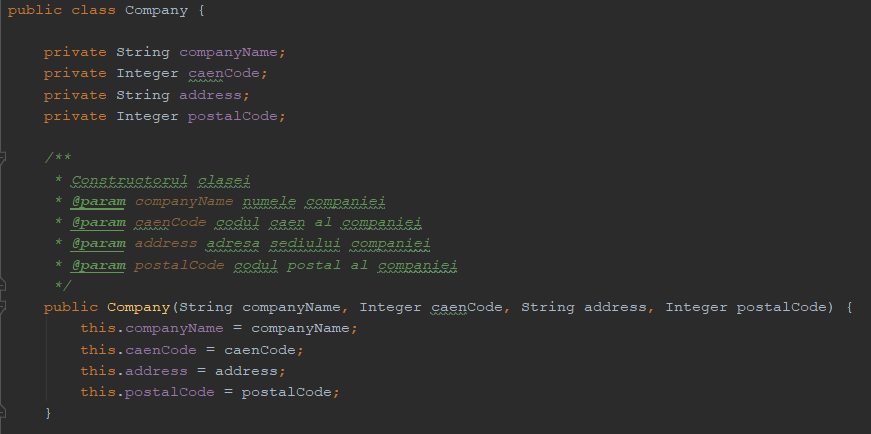 public class Company {
private String companyName;
private Integer caenCode;
private String address;
private Integer postalCode;
/**
* Constructorul clasei
* @param companyName numele companiei
* @param caenCode codul caen al companiei
* @param address adresa sediului companiei
* @param postalCode codul postal al companiei
*/
public Company(String companyName, Integer caenCode, String address, Integer postalCode) {
this.companyName = companyName;
this.caenCode = caenCode;
this.address = address;
this.postalCode = postalCode;
}